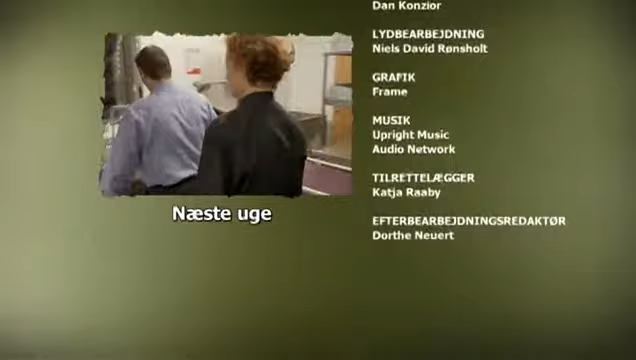 Dan Konzior
LYDBEARBEJDNING
Niels David Rønsholt
GRAFIK
Frame
MUSIK
Upright Music
Audio Network
TILRETTELÆGGER
Katja Raaby
EFTERBEARBEJDNINGSREDAKTØR
Dorthe Neuert
Næste uge